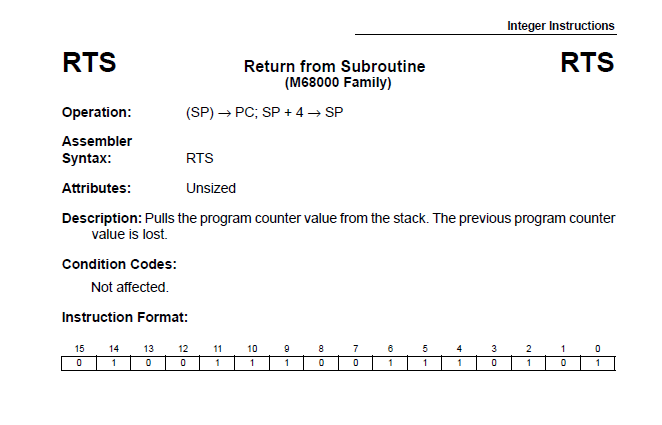 Integer Instructions
RTS Return from Subroutine RTS
(M68000 Family)
Operation: (SP) → PC; SP + 4 → SP
Assembler
Syntax: RTS
Attributes: Unsized
Description: Pulls the program counter value from the stack. The previous program counter
value is lost.
Condition Codes:
Not affected.
Instruction Format:
15 14 13 12 11 10 9 8 7 6 5 4 3 2 1 0
0 1 0 0 1 1 1 0 0 1 1 1 0 1 0 1